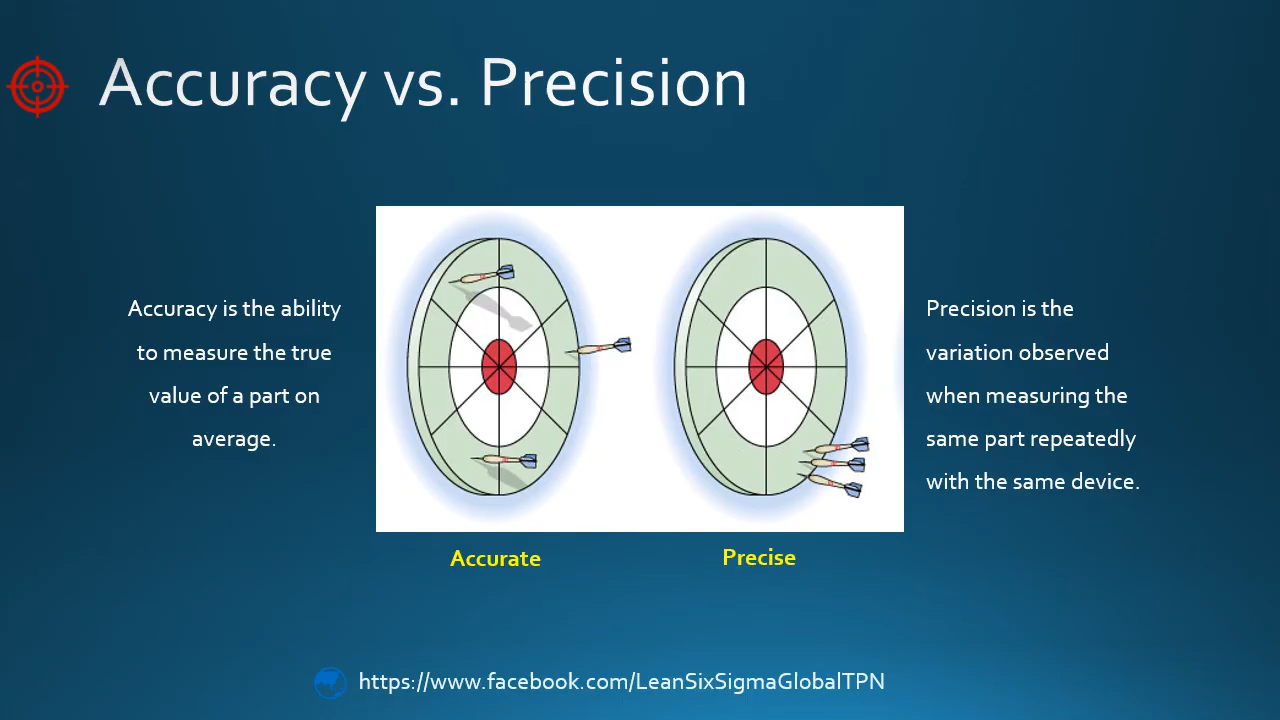 Accuracy vs. Precision
Accuracy is the ability
to measure the true
value of a part on
average.
Precision is the
variation observed
when measuring the
same part repeatedly
with the same device.
Accurate
Precise
https://www.facebook.com/LeanSixSigmaGlobalTPN